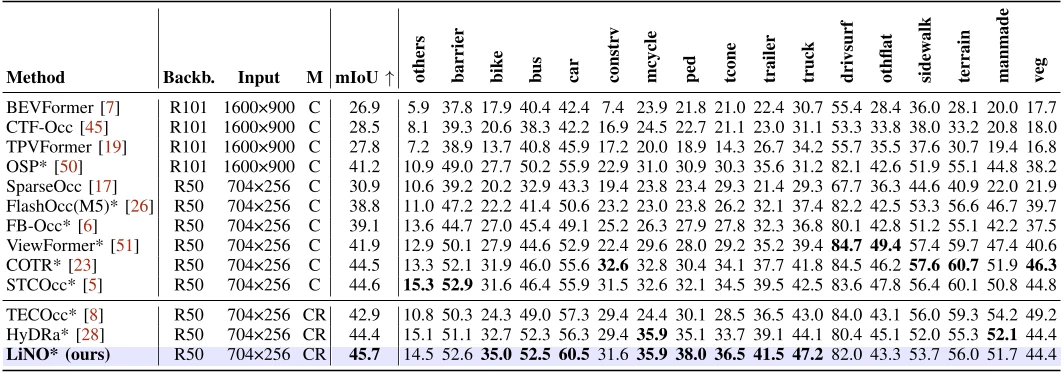 Method Backb. Input M mIoU ↑ others barrier bike bus car constrv mcycle ped tcone trailer truck drivsurf othflat sidewalk terrain manmade veg
BEVFormer [7] R101 1600×900 C 26.9 5.9 37.8 17.9 40.4 42.4 7.4 23.9 21.8 21.0 22.4 30.7 55.4 28.4 36.0 28.1 20.0 17.7
CTF-Occ [45] R101 1600×900 C 28.5 8.1 39.3 20.6 38.3 42.2 16.9 24.5 22.7 21.1 23.0 31.1 53.3 33.8 38.0 33.2 20.8 18.0
TPVFormer [19] R101 1600×900 C 27.8 7.2 38.9 13.7 40.8 45.9 17.2 20.0 18.9 14.3 26.7 34.2 55.7 35.5 37.6 30.7 19.4 16.8
OSP* [50] R101 1600×900 C 41.2 10.9 49.0 27.7 50.2 55.9 22.9 31.0 30.9 30.3 35.6 31.2 82.1 42.6 51.9 55.1 44.8 38.2
SparseOcc [17] R50 704×256 C 30.9 10.6 39.2 20.2 32.9 43.3 19.4 23.8 23.4 29.3 21.4 29.3 67.7 36.3 44.6 40.9 22.0 21.9
FlashOcc(M5)* [26] R50 704×256 C 38.8 11.0 47.2 22.2 41.4 50.6 23.2 23.0 23.8 26.2 32.1 37.4 82.2 42.5 53.3 56.6 46.7 39.7
FB-Occ* [6] R50 704×256 C 39.1 13.6 44.7 27.0 45.4 49.1 25.2 26.3 27.9 27.8 32.3 36.8 80.1 42.8 51.2 55.1 42.2 37.5
ViewFormer* [51] R50 704×256 C 41.9 12.9 50.1 27.9 44.6 52.9 22.4 29.6 28.0 29.2 35.2 39.4 84.7 49.4 57.4 59.7 47.4 40.6
COTR* [23] R50 704×256 C 44.5 13.3 52.1 31.9 46.0 55.6 32.6 32.8 30.4 34.1 37.7 41.8 84.5 46.2 57.6 60.7 51.9 46.3
STCOcc* [5] R50 704×256 C 44.6 15.3 52.9 31.6 46.4 55.9 31.5 32.6 32.1 34.5 39.5 42.5 83.6 47.8 56.4 60.1 50.8 44.8
TECOcc* [8] R50 704×256 CR 42.9 10.8 50.3 24.3 49.0 57.3 29.4 24.4 30.1 28.5 36.5 43.0 84.0 43.1 56.0 59.3 54.2 49.2
HyDRa* [28] R50 704×256 CR 44.4 15.1 51.1 32.7 52.3 56.3 29.4 35.9 35.1 33.7 39.1 44.1 80.4 45.1 52.0 55.3 52.1 44.4
LiNO* (ours) R50 704×256 CR 45.7 14.5 52.6 35.0 52.5 60.5 31.6 35.9 38.0 36.5 41.5 47.2 82.0 43.3 53.7 56.0 51.7 44.4